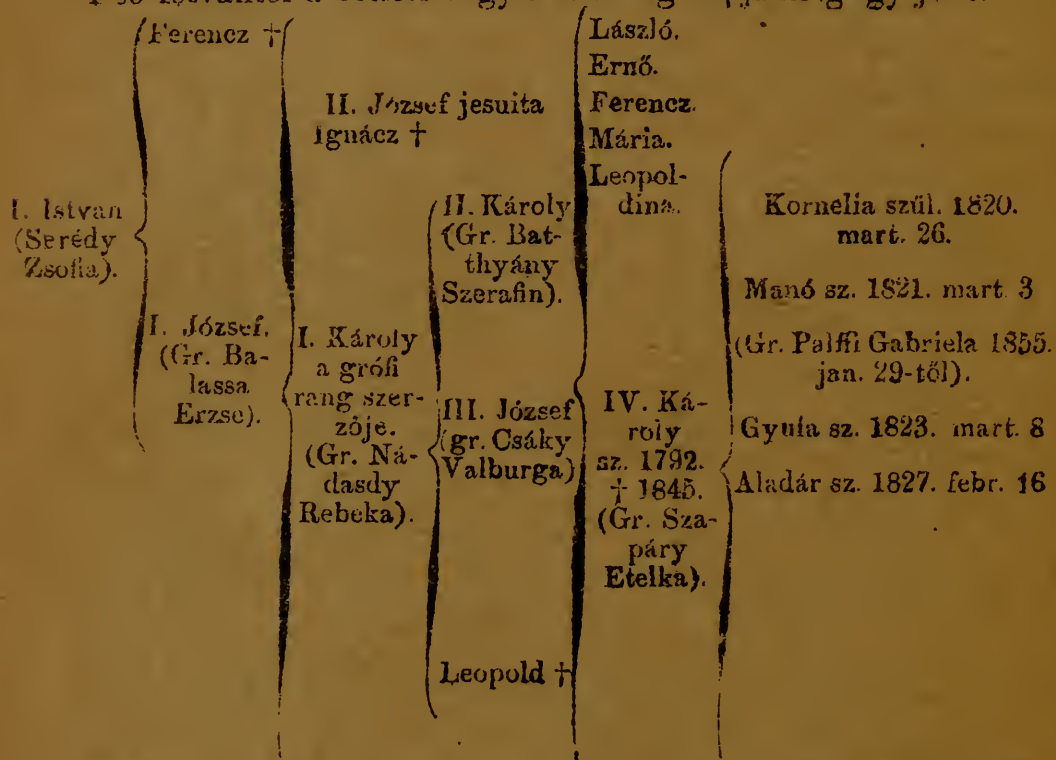 Ferencz †
II. József jesuita
Ignácz †
László.
Ernő.
Ferencz.
Mária.
Leopol-
dina.
I. Istvan
(Serédy
Zsofia).
I. József.
(Gr. Ba-
lassa
Erzse).
I. Károly
a grófi
rang szer-
zője.
(Gr. Ná-
dasdy
Rebeka).
II. Károly
(Gr. Bat-
thyány
Szerafin).
III. József
(gr. Csáky
Valburga)
Leopold †
IV. Ká-
roly
sz. 1792.
† 1845.
(Gr. Sza-
páry
Etelka).
Kornelia szül. 1820.
mart. 26.
Manó sz. 1821. mart. 3
(Gr. Palffi Gabriela 1855.
jan. 29-től).
Gyula sz. 1823. mart. 8
Aladár sz. 1827. febr. 16